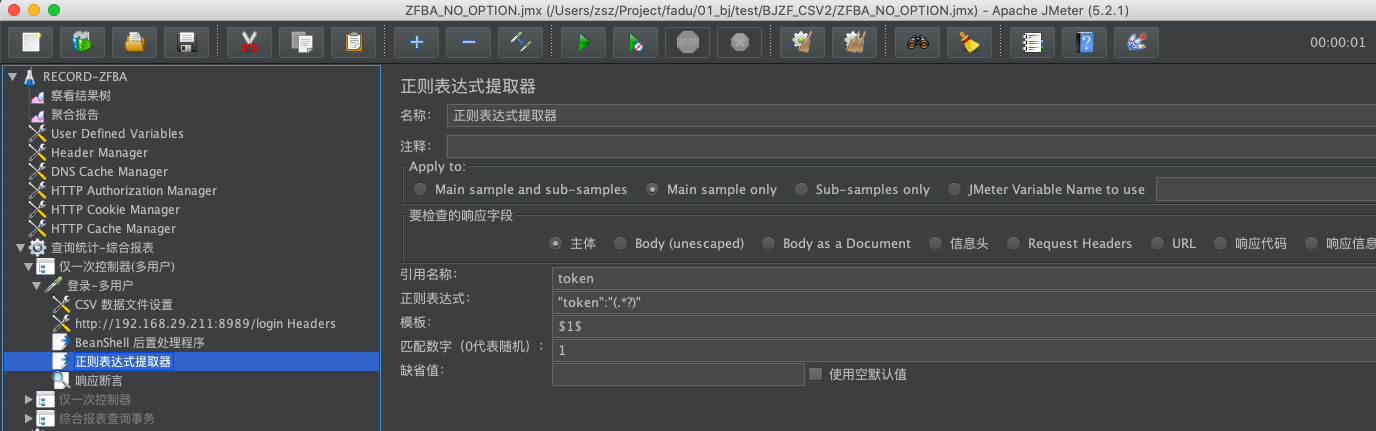 ZFBA_NO_OPTION.jmx (/Users/zsz/Project/fadu/01_bj/test/BJZF_CSV2/ZFBA_NO_OPTION.jmx) - Apache JMeter (5.2.1)
STOP
00:00:01
RECORD-ZFBA
察看结果树
聚合报告
User Defined Variables
Header Manager
DNS Cache Manager
HTTP Authorization Manager
HTTP Cookie Manager
HTTP Cache Manager
查询统计-综合报表
仅一次控制器(多用户)
登录-多用户
CSV 数据文件设置
http://192.168.29.211:8989/login Headers
BeanShell 后置处理程序
正则表达式提取器
响应断言
仅一次控制器
综合报表查询事务
正则表达式提取器
名称: 正则表达式提取器
注释:
Apply to:
Main sample and sub-samples Main sample only Sub-samples only JMeter Variable Name to use
要检查的响应字段
主体 Body (unescaped) Body as a Document 信息头 Request Headers URL 响应代码 响应信息
引用名称: token
正则表达式: "token":"(.*?)"
模板: $1$
匹配数字（0代表随机）: 1
缺省值: 使用空默认值